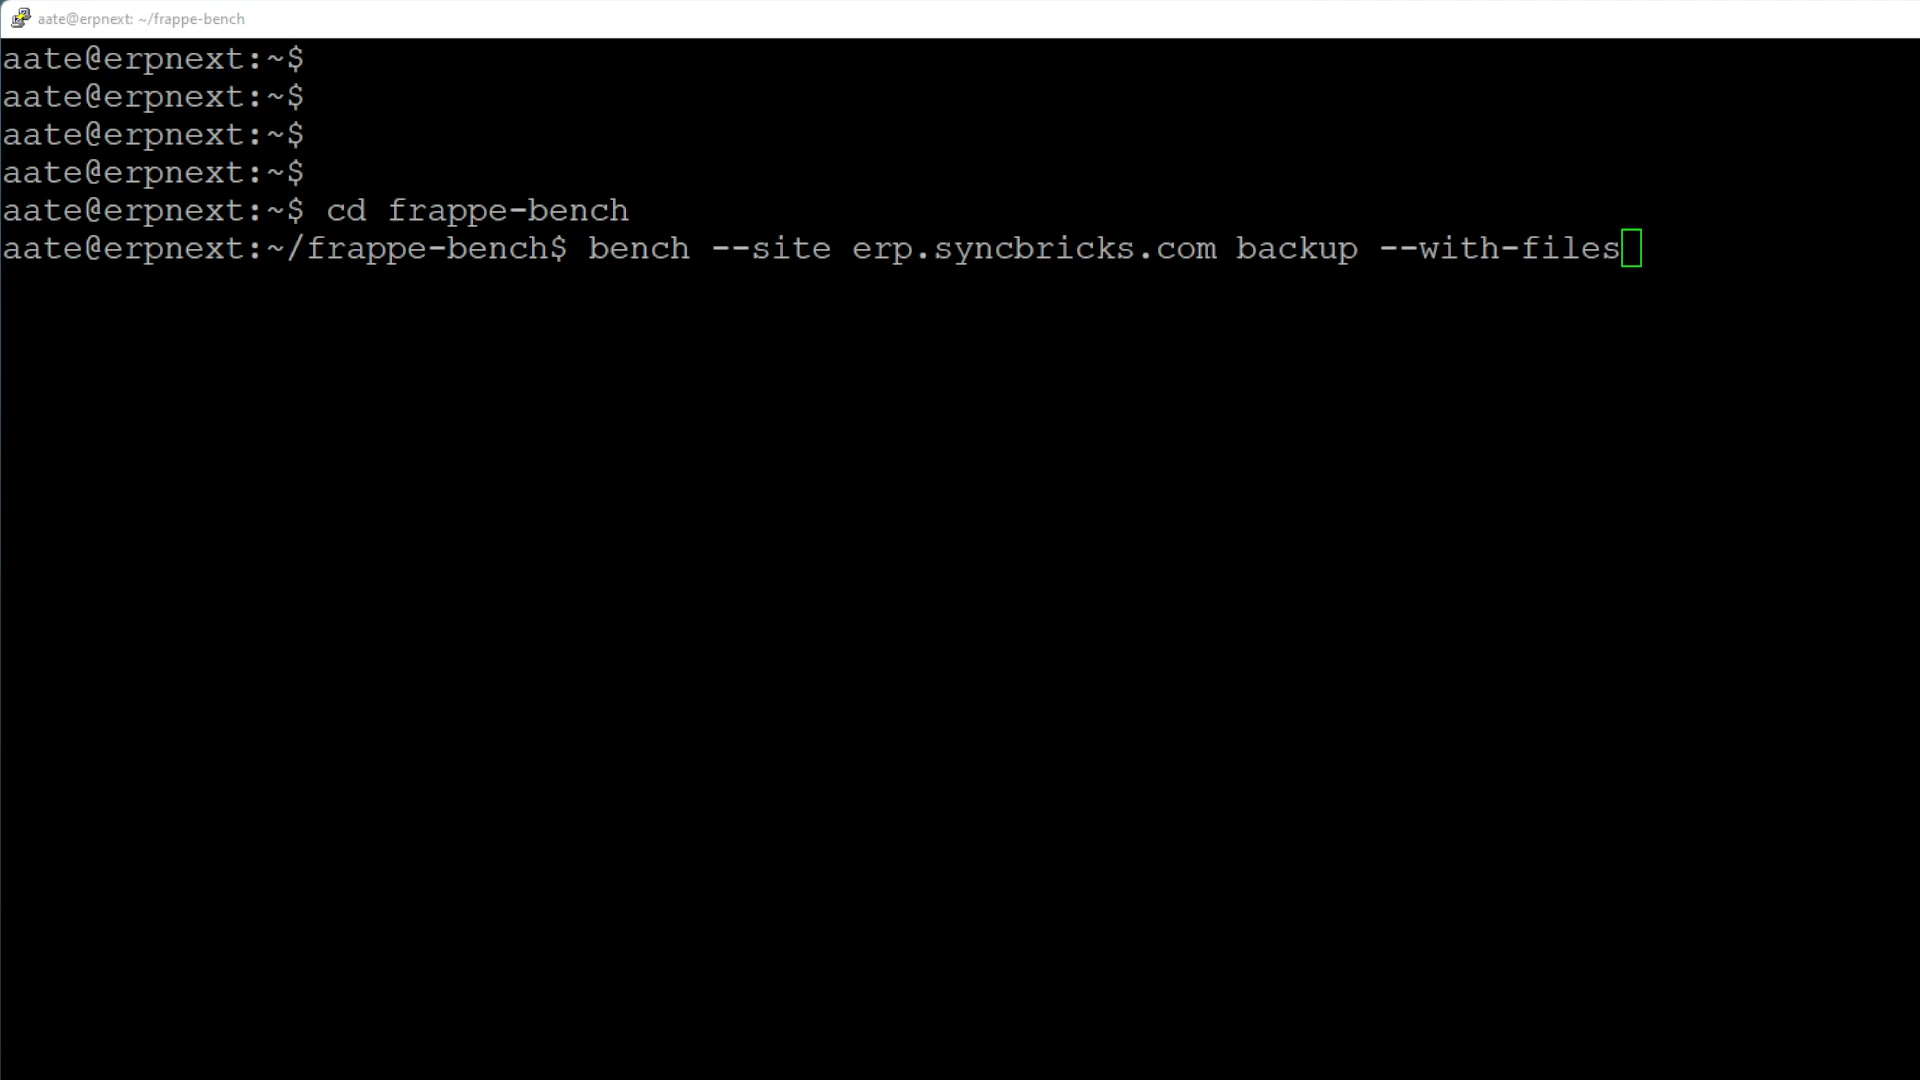 aate@erpnext: ~/frappe-bench
aate@erpnext:~$
aate@erpnext:~$
aate@erpnext:~$
aate@erpnext:~$
aate@erpnext:~$ cd frappe-bench
aate@erpnext:~/frappe-bench$ bench --site erp.syncbricks.com backup --with-files